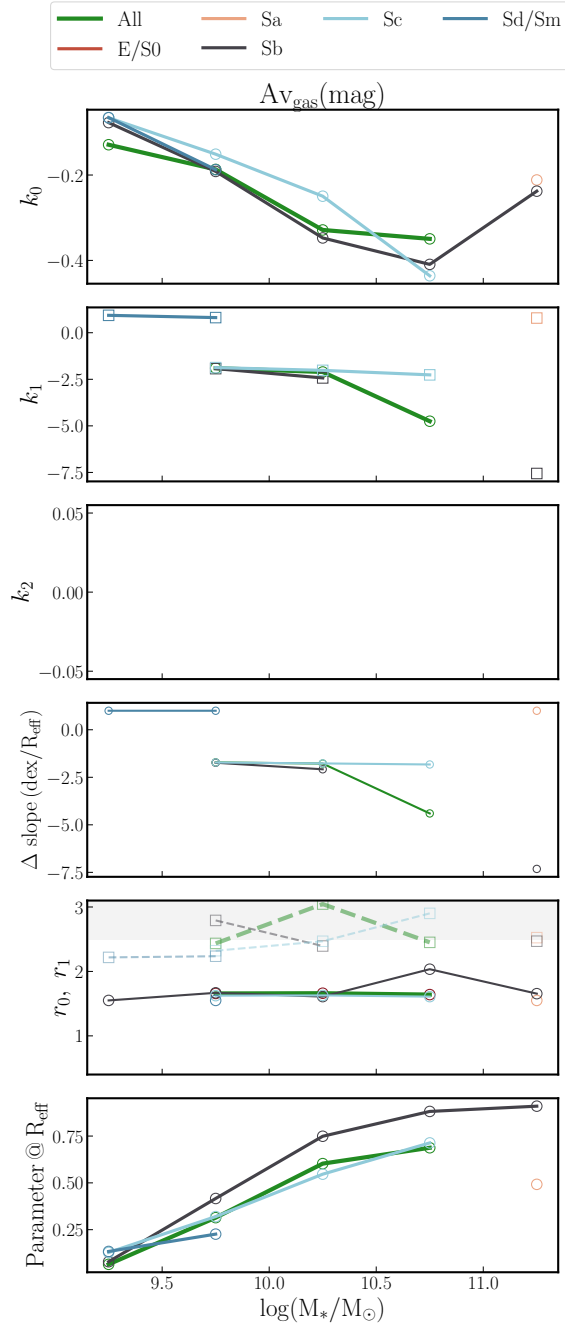 All Sa Sc Sd/Sm
E/S0 Sb
Av_gas(mag)
k_0
−0.2
−0.4
k_1
0.0
−2.5
−5.0
−7.5
k_2
0.05
0.00
−0.05
Δ slope (dex/R_eff)
0.0
−2.5
−5.0
−7.5
r_0, r_1
3
2
1
Parameter @ R_eff
0.75
0.50
0.25
9.5 10.0 10.5 11.0
log(M_*/M_⊙)